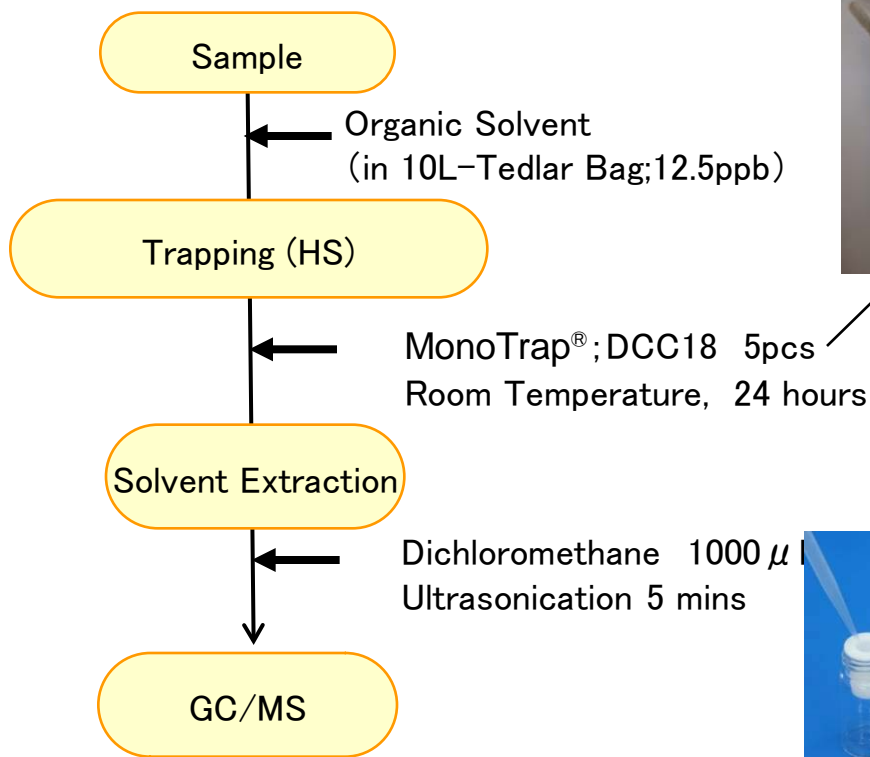 Sample
Organic Solvent
(in 10L-Tedlar Bag;12.5ppb)
Trapping (HS)
MonoTrap®;DCC18 5pcs
Room Temperature, 24 hours
Solvent Extraction
Dichloromethane 1000μ
Ultrasonication 5 mins
GC/MS